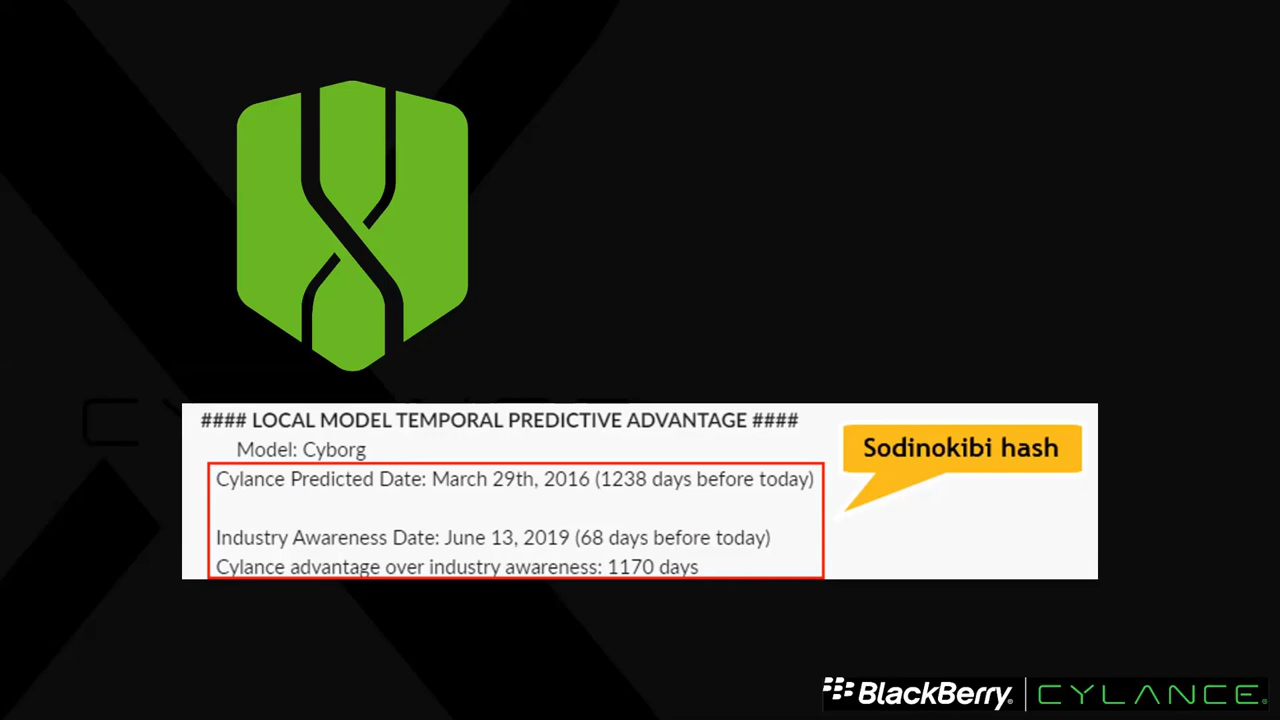 #### LOCAL MODEL TEMPORAL PREDICTIVE ADVANTAGE ####
Model: Cyborg
Cylance Predicted Date: March 29th, 2016 (1238 days before today)
Industry Awareness Date: June 13, 2019 (68 days before today)
Cylance advantage over industry awareness: 1170 days
Sodinokibi hash
BlackBerry® | CYLANCE®